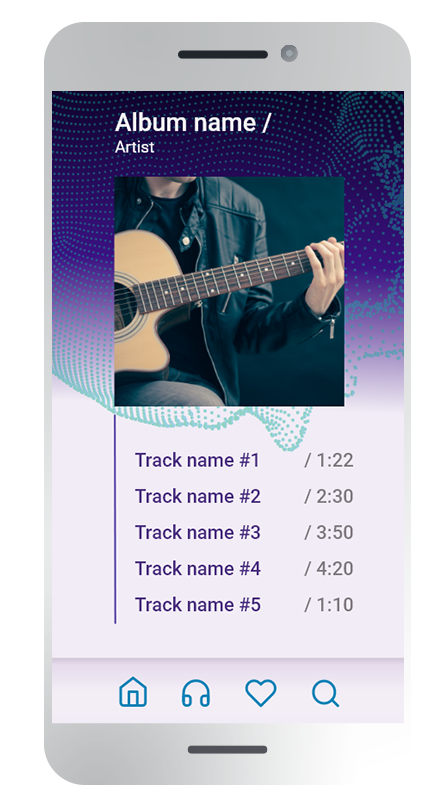 Album name /
Artist
Track name #1 / 1:22
Track name #2 / 2:30
Track name #3 / 3:50
Track name #4 / 4:20
Track name #5 / 1:10